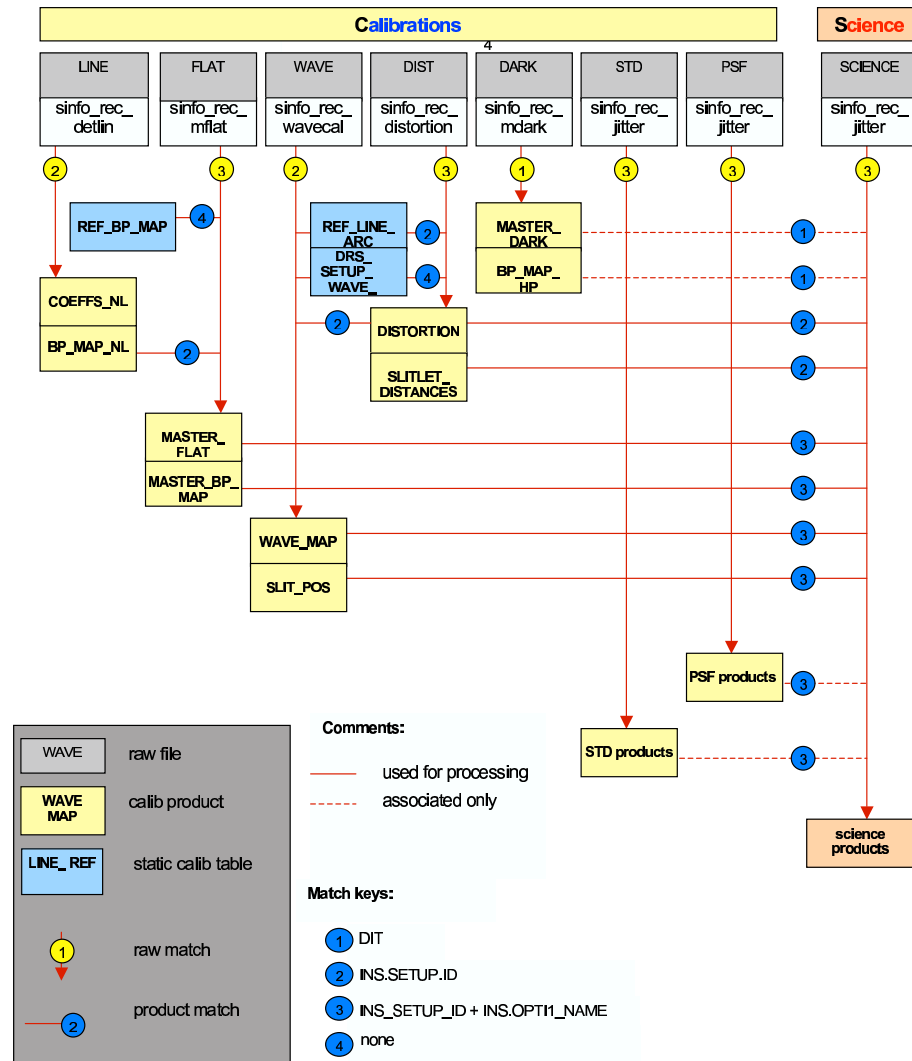 Calibrations
Science
4
LINE
FLAT
WAVE
DIST
DARK
STD
PSF
SCIENCE
sinfo_rec_
detlin
sinfo_rec_
mflat
sinfo_rec_
wavecal
sinfo_rec_
distortion
sinfo_rec_
mdark
sinfo_rec_
jitter
sinfo_rec_
jitter
sinfo_rec_
jitter
2
3
2
3
1
3
3
3
REF_BP_MAP
4
REF_LINE_
ARC
2
MASTER_
DARK
1
DRS_
SETUP_
WAVE_
4
BP_MAP_
HP
1
COEFFS_NL
2
DISTORTION
2
BP_MAP_NL
2
SLITLET_
DISTANCES
2
MASTER_
FLAT
3
MASTER_BP_
MAP
3
WAVE_MAP
3
SLIT_POS
3
PSF products
3
STD products
3
science
products
WAVE
raw file
WAVE
MAP
calib product
LINE_REF
static calib table
1
raw match
2
product match
Comments:
used for processing
associated only
Match keys:
1 DIT
2 INS.SETUP.ID
3 INS_SETUP_ID + INS.OPTI1_NAME
4 none